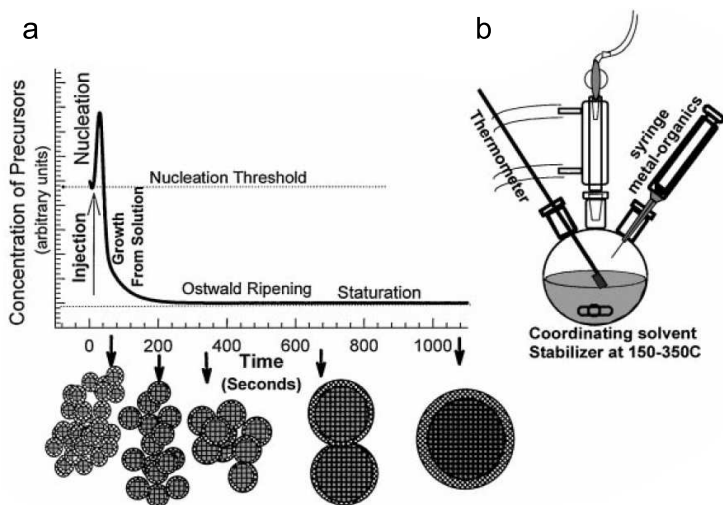 a
b
Concentration of Precursors
(arbitrary units)
Nucleation
Injection
Growth
From Solution
Nucleation Threshold
Ostwald Ripening
Staturation
0 200 400 600 800 1000
Time
(Seconds)
Thermometer
syringe
metal-organics
Coordinating solvent
Stabilizer at 150-350C